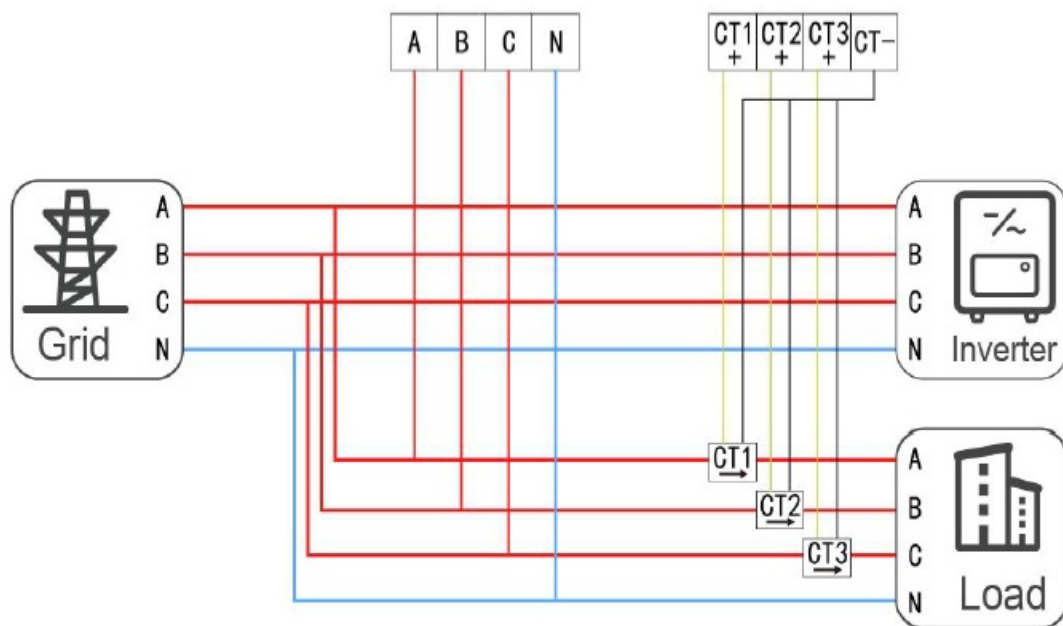 A B C N
CT1 + CT2 + CT3 + CT-
A
B
C
N
Grid
A
B
C
N
Inverter
CT1
CT2
CT3
A
B
C
N
Load